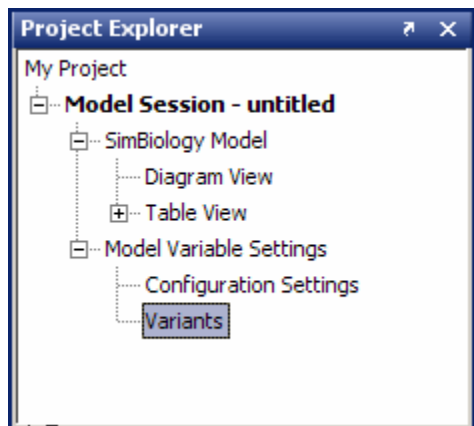 Project Explorer
My Project
Model Session - untitled
SimBiology Model
Diagram View
Table View
Model Variable Settings
Configuration Settings
Variants